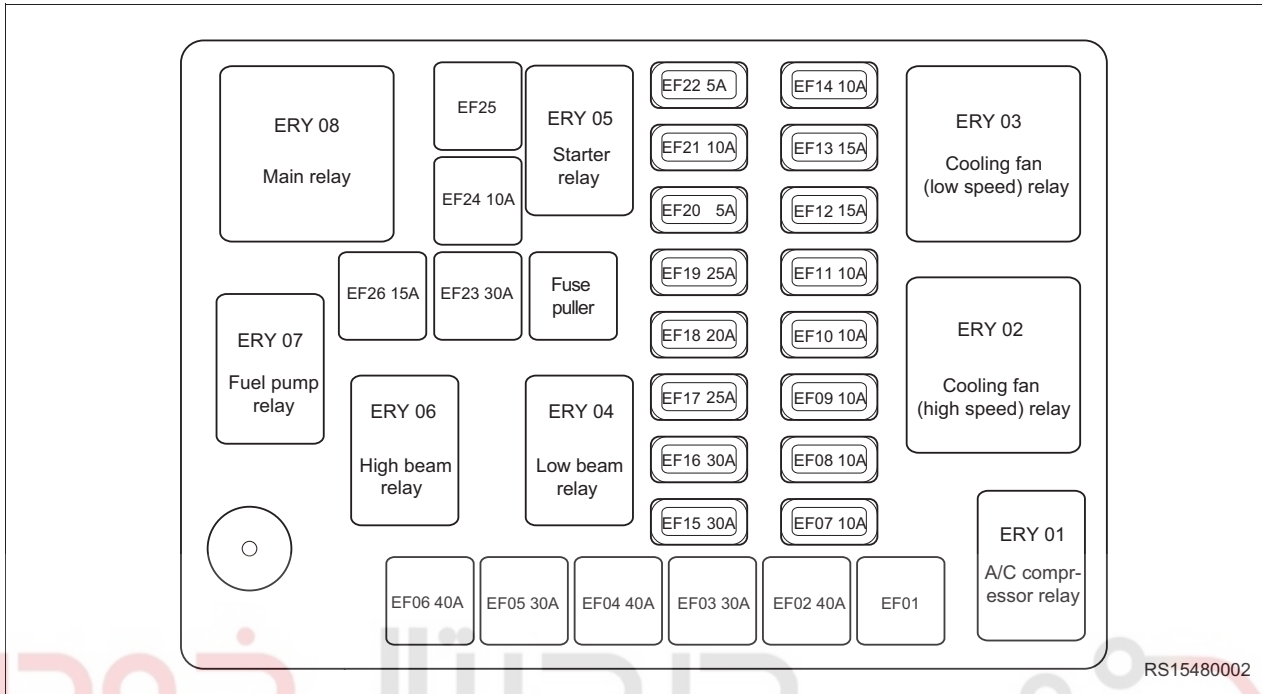 ERY 08
Main relay
EF25
ERY 05
Starter
relay
EF24 10A
EF26 15A
EF23 30A
Fuse
puller
ERY 07
Fuel pump
relay
ERY 06
High beam
relay
ERY 04
Low beam
relay
EF22 5A
EF21 10A
EF20 5A
EF19 25A
EF18 20A
EF17 25A
EF16 30A
EF15 30A
EF14 10A
EF13 15A
EF12 15A
EF11 10A
EF10 10A
EF09 10A
EF08 10A
EF07 10A
ERY 03
Cooling fan
(low speed) relay
ERY 02
Cooling fan
(high speed) relay
ERY 01
A/C compr-
essor relay
EF06 40A
EF05 30A
EF04 40A
EF03 30A
EF02 40A
EF01
RS15480002